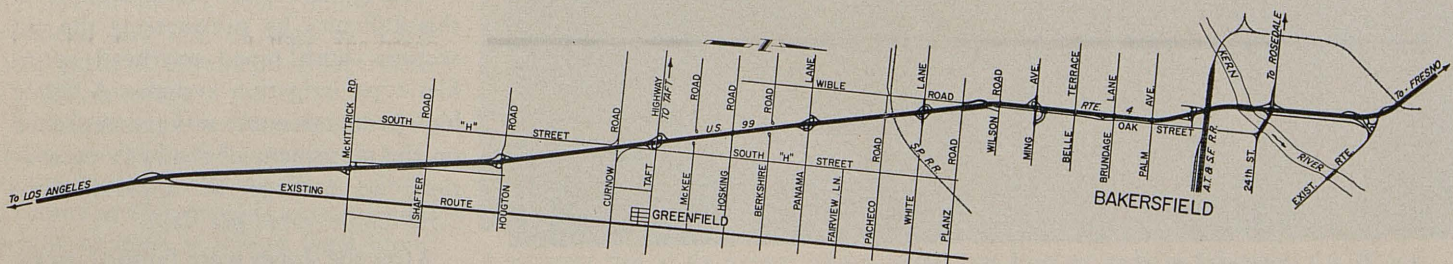 To LOS ANGELES
EXISTING
ROUTE
McKITTRICK RD.
SOUTH "H" STREET
SHAFTER ROAD
HOUGTON ROAD
CURNOW ROAD
TAFT HIGHWAY
TO TAFT
GREENFIELD
McKEE ROAD
U.S. 99
HOSKING ROAD
BERKSHIRE ROAD
SOUTH "H" STREET
PANAMA LANE
WIBLE ROAD
FAIRVIEW LN.
PACHECO ROAD
S.P. R.R.
WHITE LANE
PLANZ ROAD
WILSON ROAD
MING AVE.
BELLE TERRACE
RTE. 4
BRUNDAGE LANE
OAK STREET
PALM AVE.
BAKERSFIELD
A.T. & S.F. R.R.
24th ST.
To ROSEDALE
KERN RIVER
EXIST. RTE.
To FRESNO